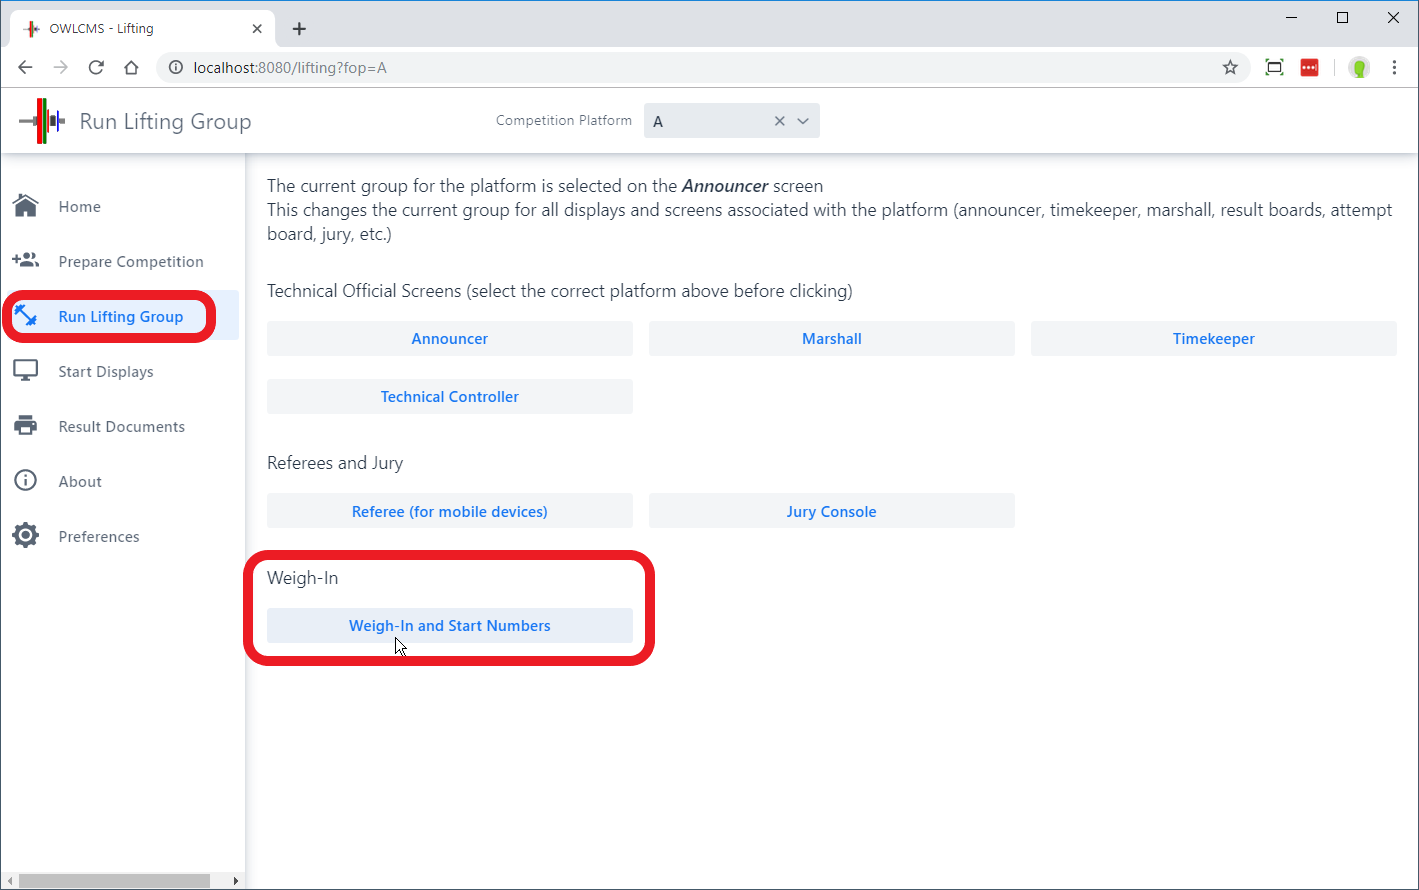 OWLCMS - Lifting
localhost:8080/lifting?fop=A
Run Lifting Group
Competition Platform
A
Home
Prepare Competition
Run Lifting Group
Start Displays
Result Documents
About
Preferences
The current group for the platform is selected on the Announcer screen
This changes the current group for all displays and screens associated with the platform (announcer, timekeeper, marshall, result boards, attempt
board, jury, etc.)
Technical Official Screens (select the correct platform above before clicking)
Announcer
Marshall
Timekeeper
Technical Controller
Referees and Jury
Referee (for mobile devices)
Jury Console
Weigh-In
Weigh-In and Start Numbers